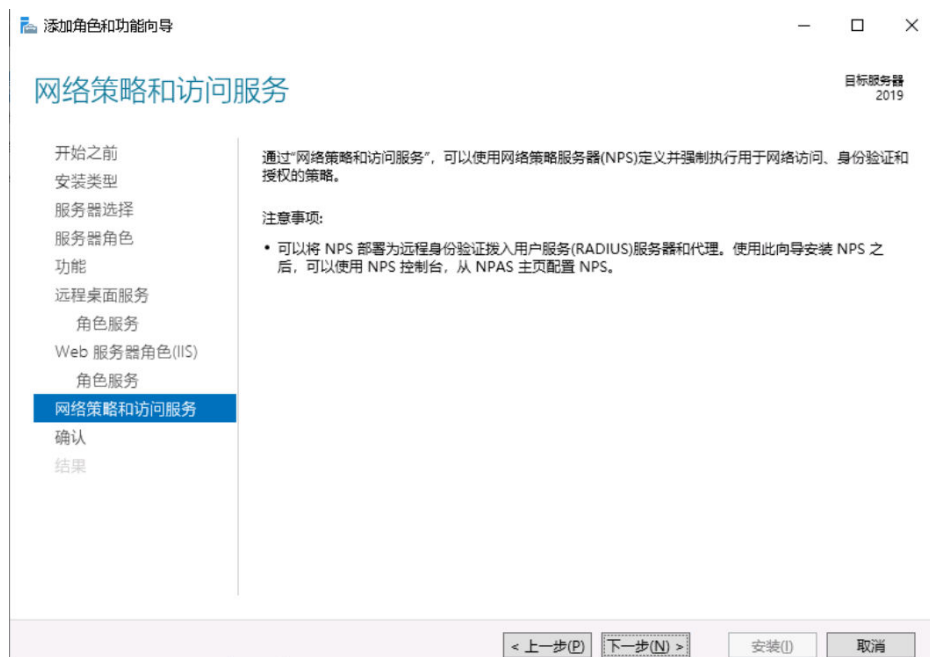 添加角色和功能向导
网络策略和访问服务
目标服务器
2019
开始之前
安装类型
服务器选择
服务器角色
功能
远程桌面服务
角色服务
Web 服务器角色(IIS)
角色服务
网络策略和访问服务
确认
结果
通过"网络策略和访问服务"，可以使用网络策略服务器(NPS)定义并强制执行用于网络访问、身份验证和
授权的策略。
注意事项:
• 可以将 NPS 部署为远程身份验证拨入用户服务(RADIUS)服务器和代理。使用此向导安装 NPS 之
后，可以使用 NPS 控制台，从 NPAS 主页配置 NPS。
< 上一步(P)
下一步(N) >
安装(I)
取消